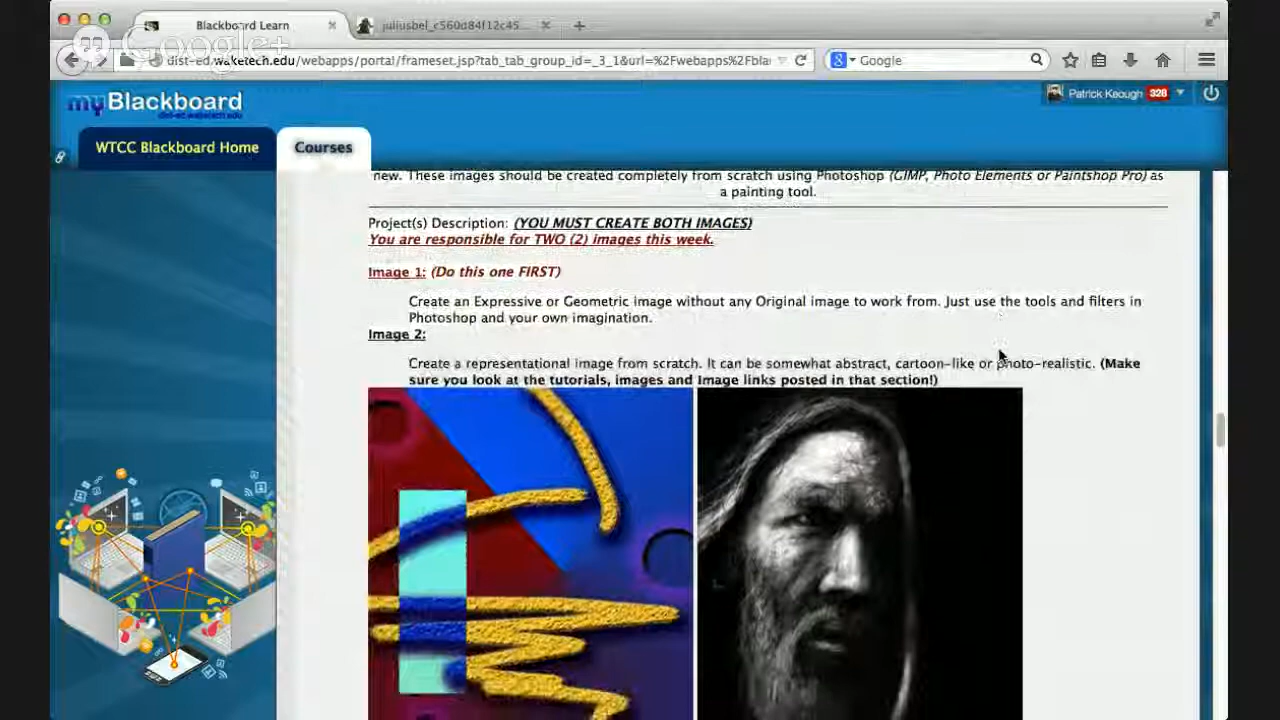 Blackboard Learn
juliusbel_c560d84f12c45...
Google+
dist-ed.waketech.edu/webapps/portal/frameset.jsp?tab_tab_group_id=_3_1&url=%2Fwebapps%2Fbla
Google
myBlackboard
dist-ed.waketech.edu
Patrick Keough 328
WTCC Blackboard Home
Courses
new. These images should be created completely from scratch using Photoshop (GIMP, Photo Elements or Paintshop Pro) as
a painting tool.
Project(s) Description: (YOU MUST CREATE BOTH IMAGES)
You are responsible for TWO (2) images this week.
Image 1: (Do this one FIRST)
Create an Expressive or Geometric image without any Original image to work from. Just use the tools and filters in
Photoshop and your own imagination.
Image 2:
Create a representational image from scratch. It can be somewhat abstract, cartoon-like or photo-realistic. (Make
sure you look at the tutorials, images and Image links posted in that section!)